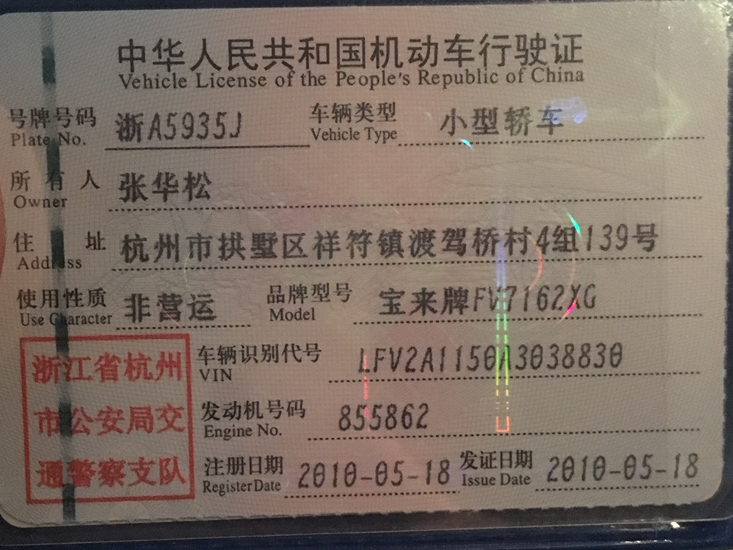 中华人民共和国机动车行驶证
Vehicle License of the People's Republic of China
号牌号码 浙A5935J 车辆类型 小型轿车
Plate No. Vehicle Type
所有人 张华松
Owner
住址 杭州市拱墅区祥符镇渡驾桥村4组139号
Address
使用性质 非营运 品牌型号 宝来牌FV7162XG
Use Character Model
浙江省杭州
市公安局交
通警察支队
车辆识别代号 LFV2A1150A3038830
VIN
发动机号码 855862
Engine No.
注册日期 2010-05-18 发证日期 2010-05-18
Register Date Issue Date